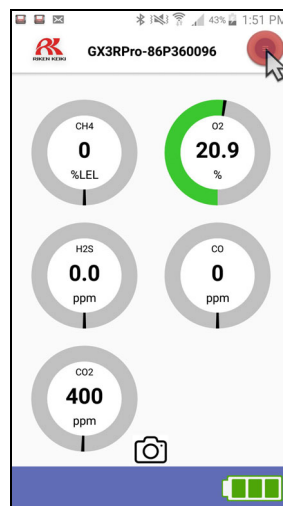 43% 1:51 PM
RK
RIKEN KEIKI
GX3RPro-86P360096
CH4
0
%LEL
O2
20.9
%
H2S
0.0
ppm
CO
0
ppm
CO2
400
ppm